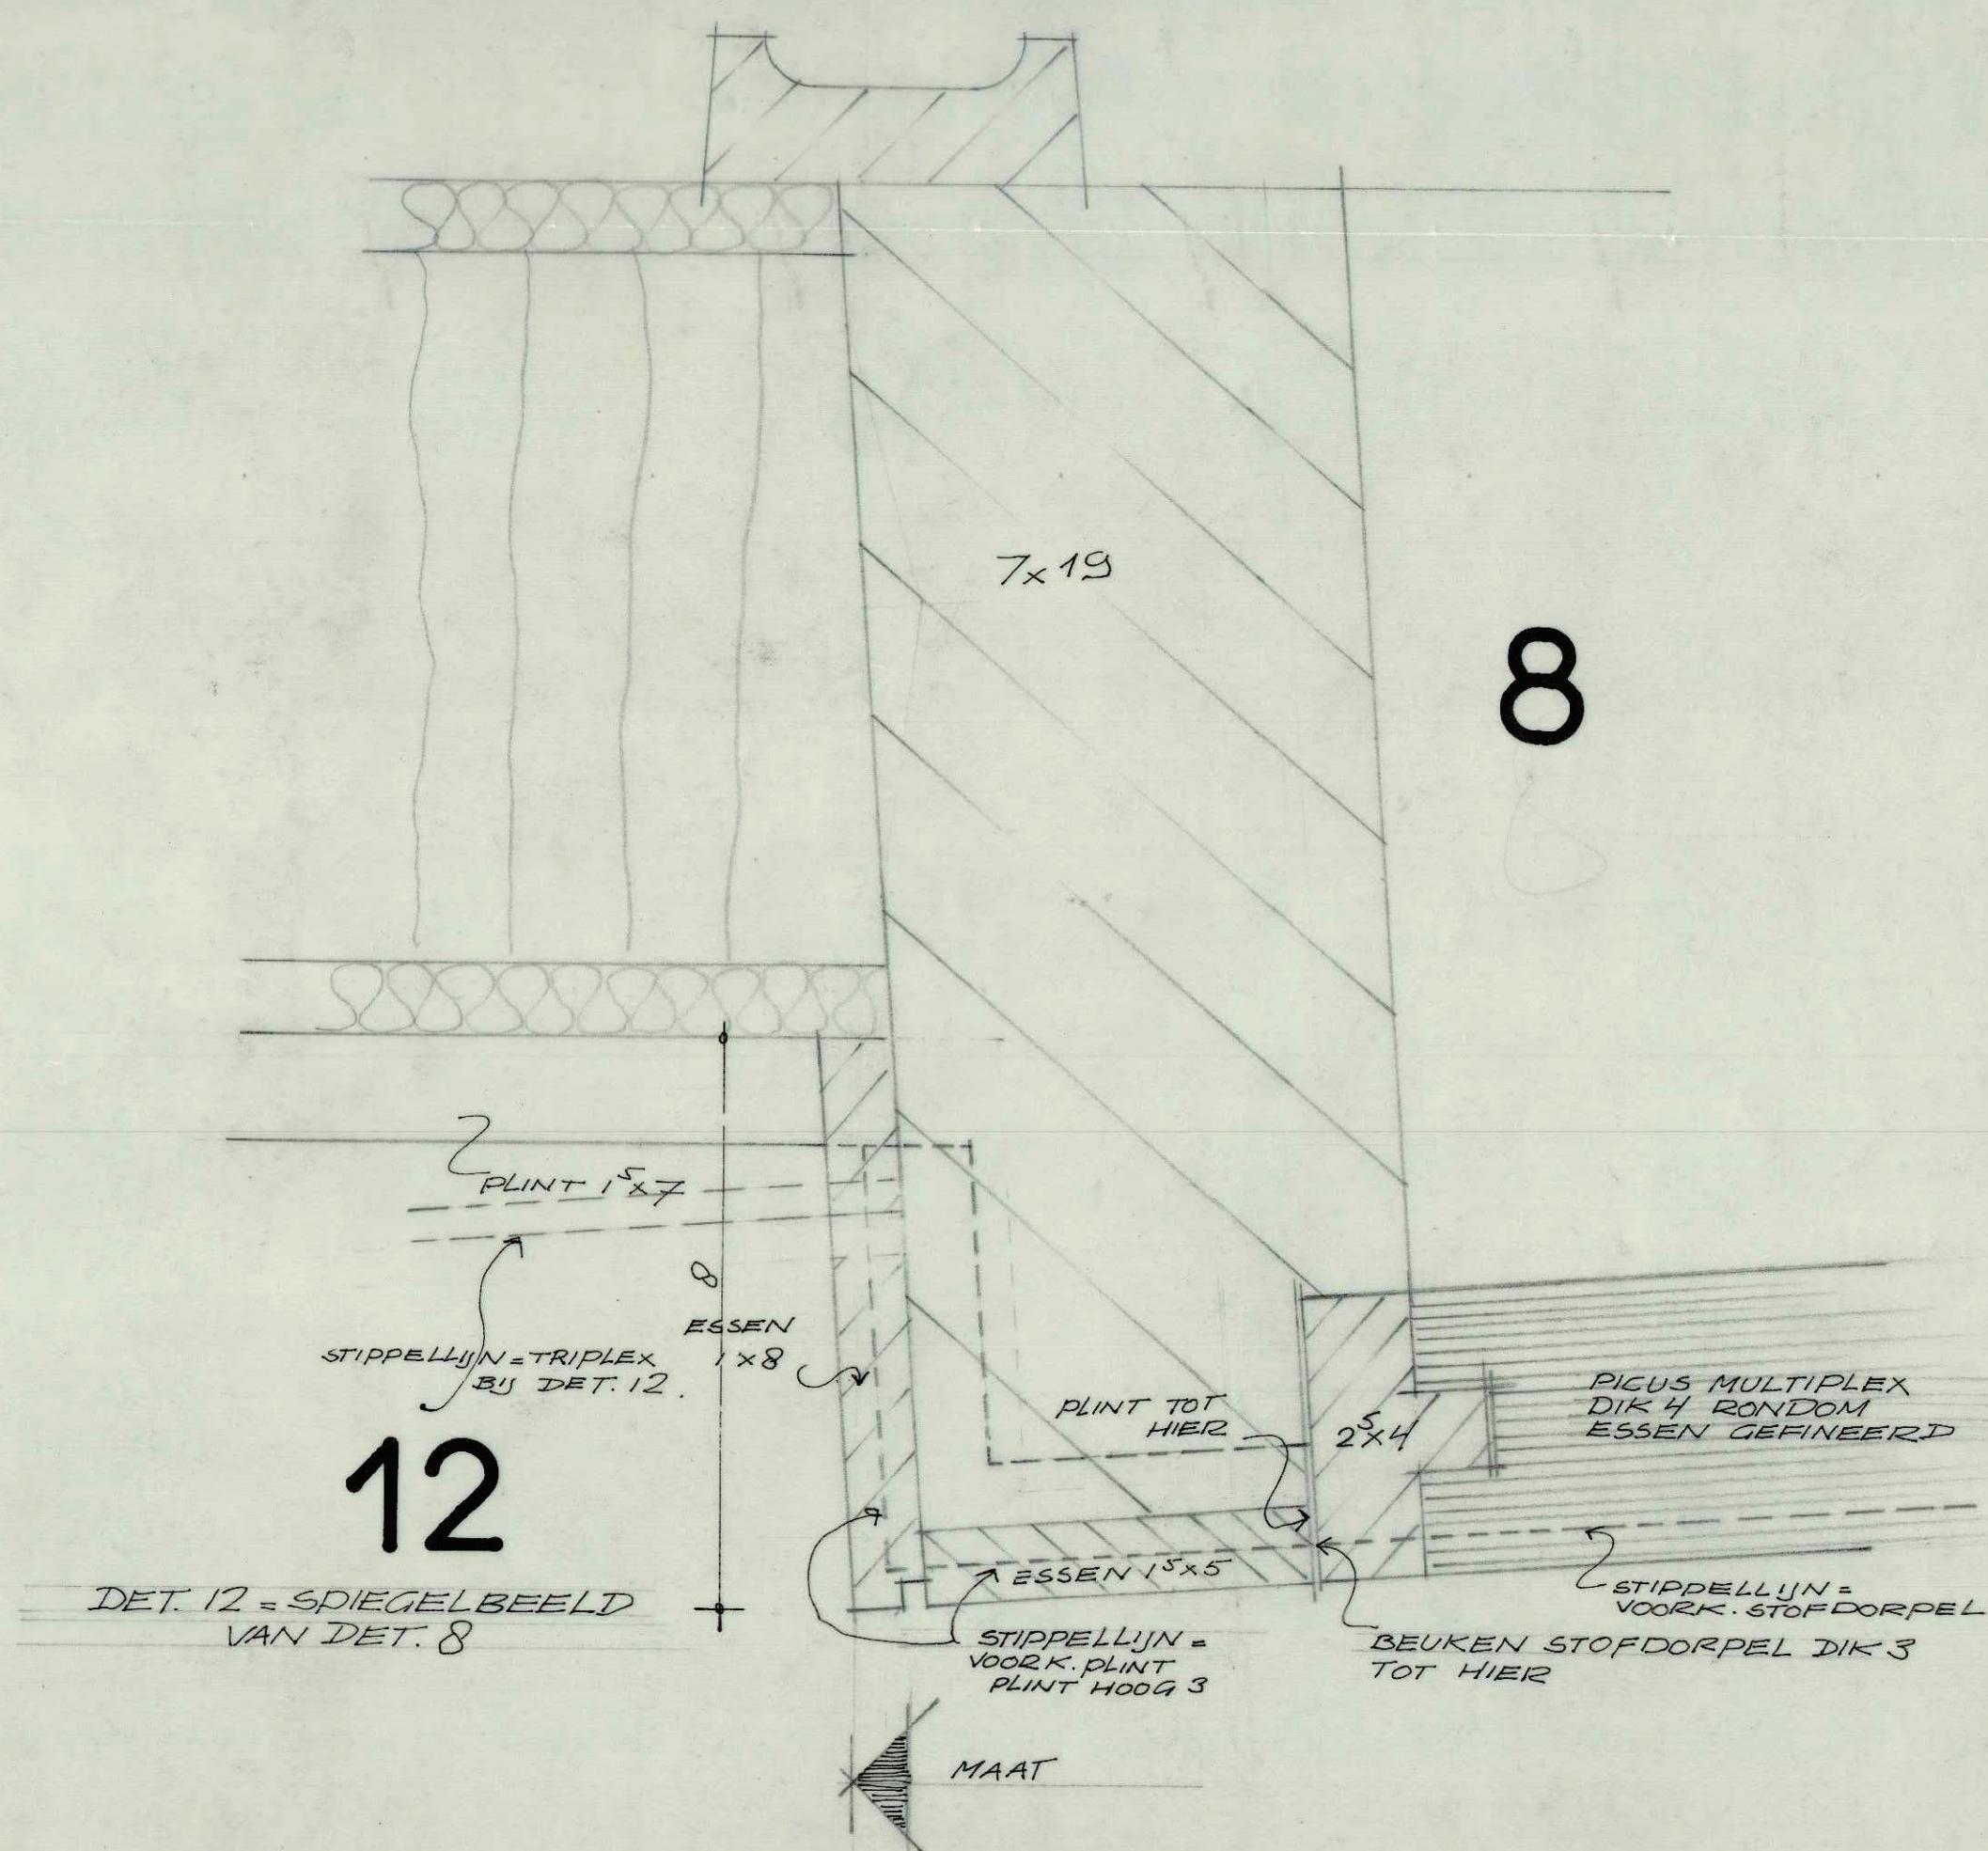 7x19
8
PLINT 1⁵x7
8
ESSEN
1x8
STIPPELLIJN = TRIPLEX
BIJ DET. 12.
PLINT TOT
HIER
2⁵x4
PICUS MULTIPLEX
DIK 4 RONDOM
ESSEN GEFINEERD
12
DET. 12 = SPIEGELBEELD
VAN DET. 8
ESSEN 1⁵x5
STIPPELLIJN =
VOORK. STOFDORPEL
STIPPELLIJN =
VOORK. PLINT
PLINT HOOG 3
BEUKEN STOFDORPEL DIK 3
TOT HIER
MAAT